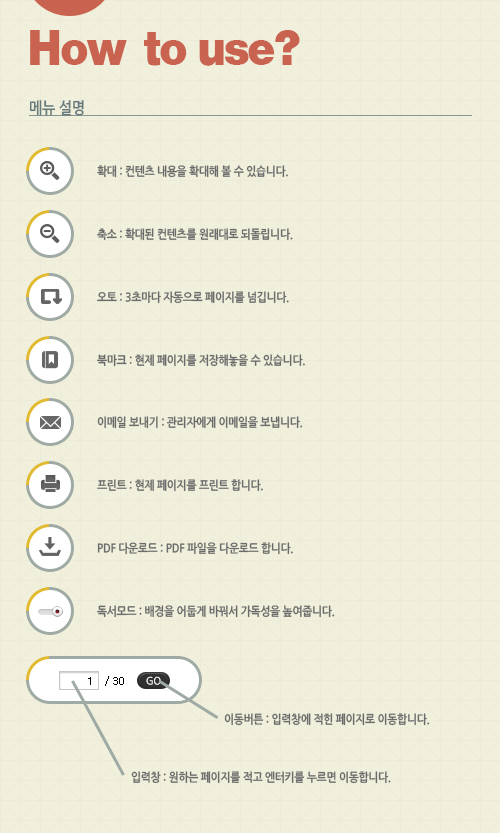 How to use?
메뉴 설명
확대 : 컨텐츠 내용을 확대해 볼 수 있습니다.
축소 : 확대된 컨텐츠를 원래대로 되돌립니다.
오토 : 3초마다 자동으로 페이지를 넘깁니다.
북마크 : 현제 페이지를 저장해놓을 수 있습니다.
이메일 보내기 : 관리자에게 이메일을 보냅니다.
프린트 : 현제 페이지를 프린트 합니다.
PDF 다운로드 : PDF 파일을 다운로드 합니다.
독서모드 : 배경을 어둡게 바꿔서 가독성을 높여줍니다.
1 / 30 GO
이동버튼 : 입력창에 적힌 페이지로 이동합니다.
입력창 : 원하는 페이지를 적고 엔터키를 누르면 이동합니다.